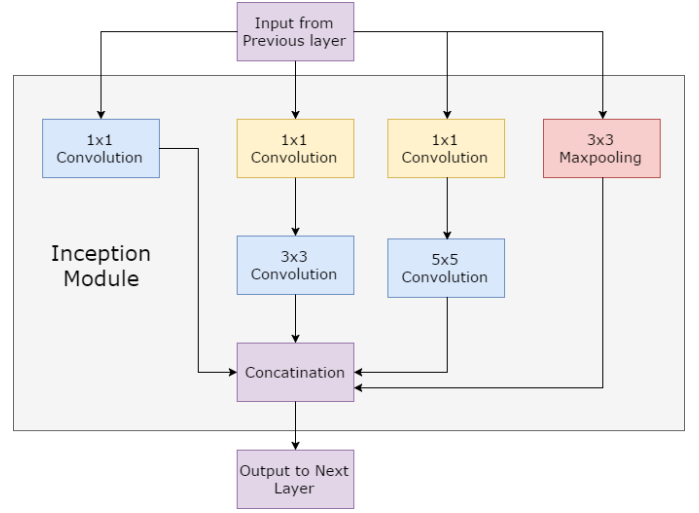 Input from
Previous layer
1x1
Convolution
1x1
Convolution
1x1
Convolution
3x3
Maxpooling
Inception
Module
3x3
Convolution
5x5
Convolution
Concatination
Output to Next
Layer